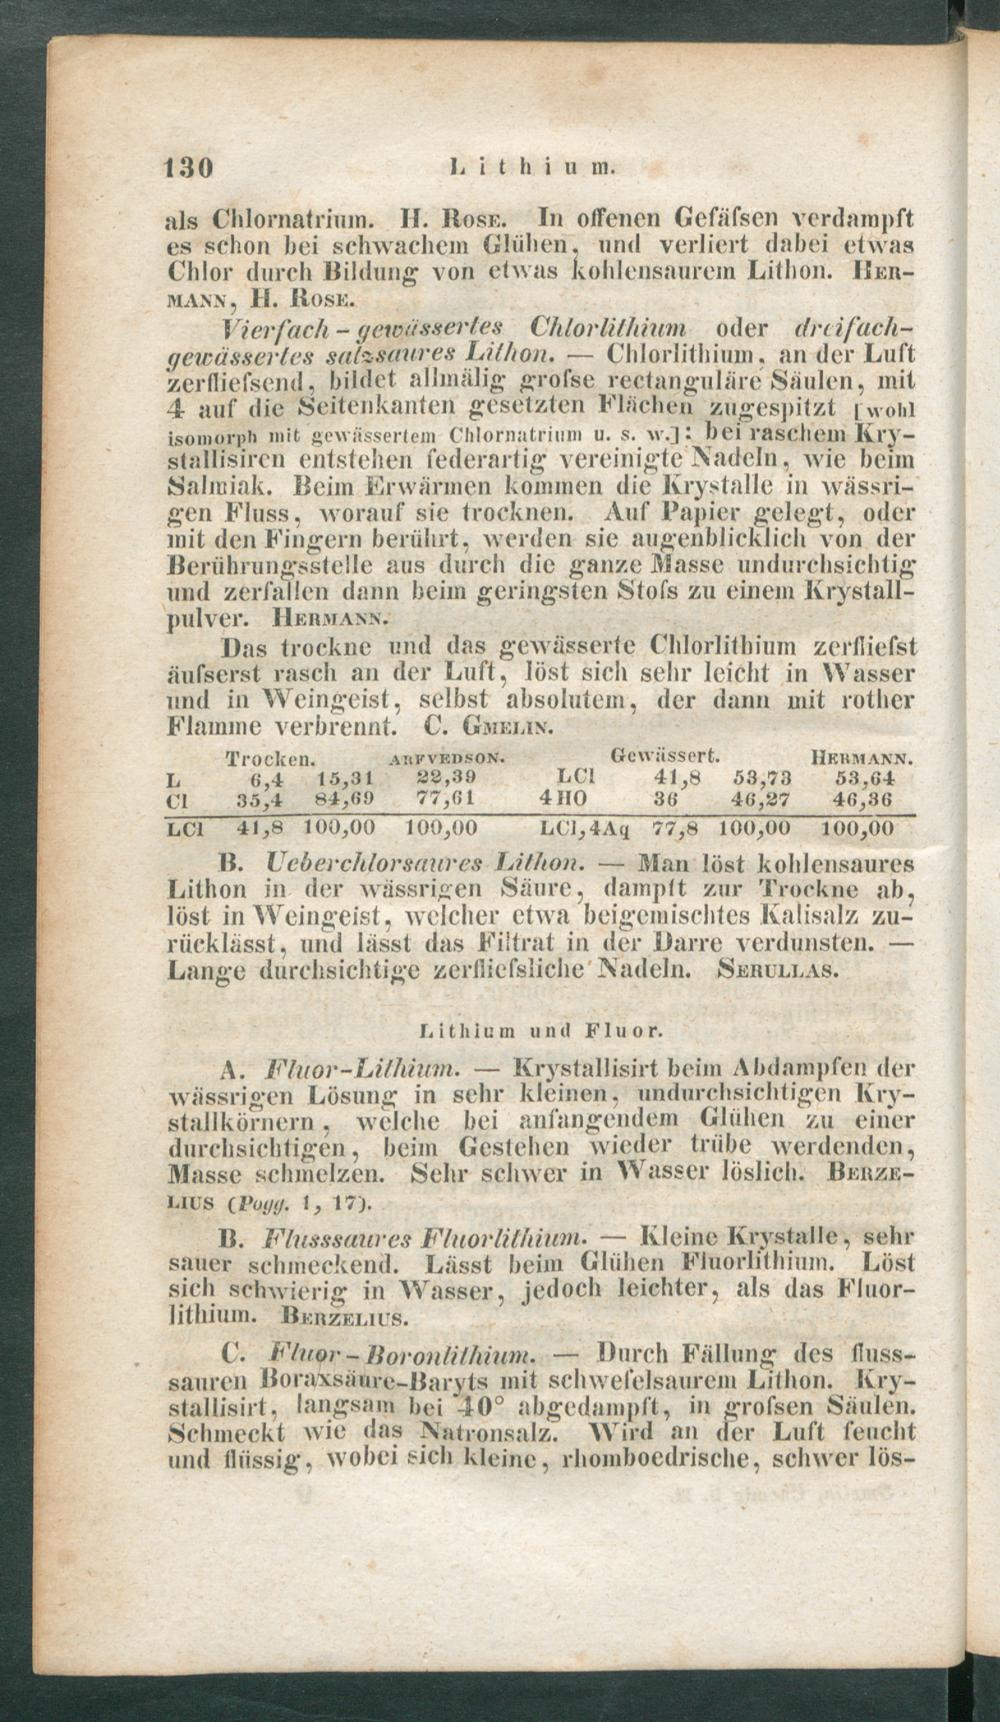 130 Lithium.
als Chlornatrium. H. Rose. In offenen Gefäſsen verdampft
es schon bei schwachem Glühen, und verliert dabei etwas
Chlor durch Bildung von etwas kohlensaurem Lithon. Her-
mann, H. Rose.
Vierfach-gewässertes Chlorlithium oder dreifach-
gewässertes salzsaures Lithon. — Chlorlithium, an der Luft
zerflieſsend, bildet allmälig groſse rectanguläre Säulen, mit
4 auf die Seitenkanten gesetzten Flächen zugespitzt [wohl
isomorph mit gewässertem Chlornatrium u. s. w.]: bei raschem Kry-
stallisiren entstehen federartig vereinigte Nadeln, wie beim
Salmiak. Beim Erwärmen kommen die Krystalle in wässri-
gen Fluss, worauf sie trocknen. Auf Papier gelegt, oder
mit den Fingern berührt, werden sie augenblicklich von der
Berührungsstelle aus durch die ganze Masse undurchsichtig
und zerfallen dann beim geringsten Stoſs zu einem Krystall-
pulver. Hermann.
Das trockne und das gewässerte Chlorlithium zerflieſst
äuſserst rasch an der Luft, löst sich sehr leicht in Wasser
und in Weingeist, selbst absolutem, der dann mit rother
Flamme verbrennt. C. Gmelin.
Trocken. Arfvedson. Gewässert. Hermann.
L 6,4 15,31 22,39 LCl 41,8 53,73 53,64
Cl 35,4 84,69 77,61 4HO 36 46,27 46,36
LCl 41,8 100,00 100,00 LCl,4Aq 77,8 100,00 100,00
B. Ueberchlorsaures Lithon. — Man löst kohlensaures
Lithon in der wässrigen Säure, dampft zur Trockne ab,
löst in Weingeist, welcher etwa beigemischtes Kalisalz zu-
rücklässt, und lässt das Filtrat in der Darre verdunsten. —
Lange durchsichtige zerflieſsliche Nadeln. Serullas.
Lithium und Fluor.
A. Fluor-Lithium. — Krystallisirt beim Abdampfen der
wässrigen Lösung in sehr kleinen, undurchsichtigen Kry-
stallkörnern, welche bei anfangendem Glühen zu einer
durchsichtigen, beim Gestehen wieder trübe werdenden,
Masse schmelzen. Sehr schwer in Wasser löslich. Berze-
lius (Pogg. 1, 17).
B. Flusssaures Fluorlithium. — Kleine Krystalle, sehr
sauer schmeckend. Lässt beim Glühen Fluorlithium. Löst
sich schwierig in Wasser, jedoch leichter, als das Fluor-
lithium. Berzelius.
C. Fluor-Boronlithium. — Durch Fällung des fluss-
sauren Boraxsäure-Baryts mit schwefelsaurem Lithon. Kry-
stallisirt, langsam bei 40° abgedampft, in groſsen Säulen.
Schmeckt wie das Natronsalz. Wird an der Luft feucht
und flüssig, wobei sich kleine, rhomboedrische, schwer lös-